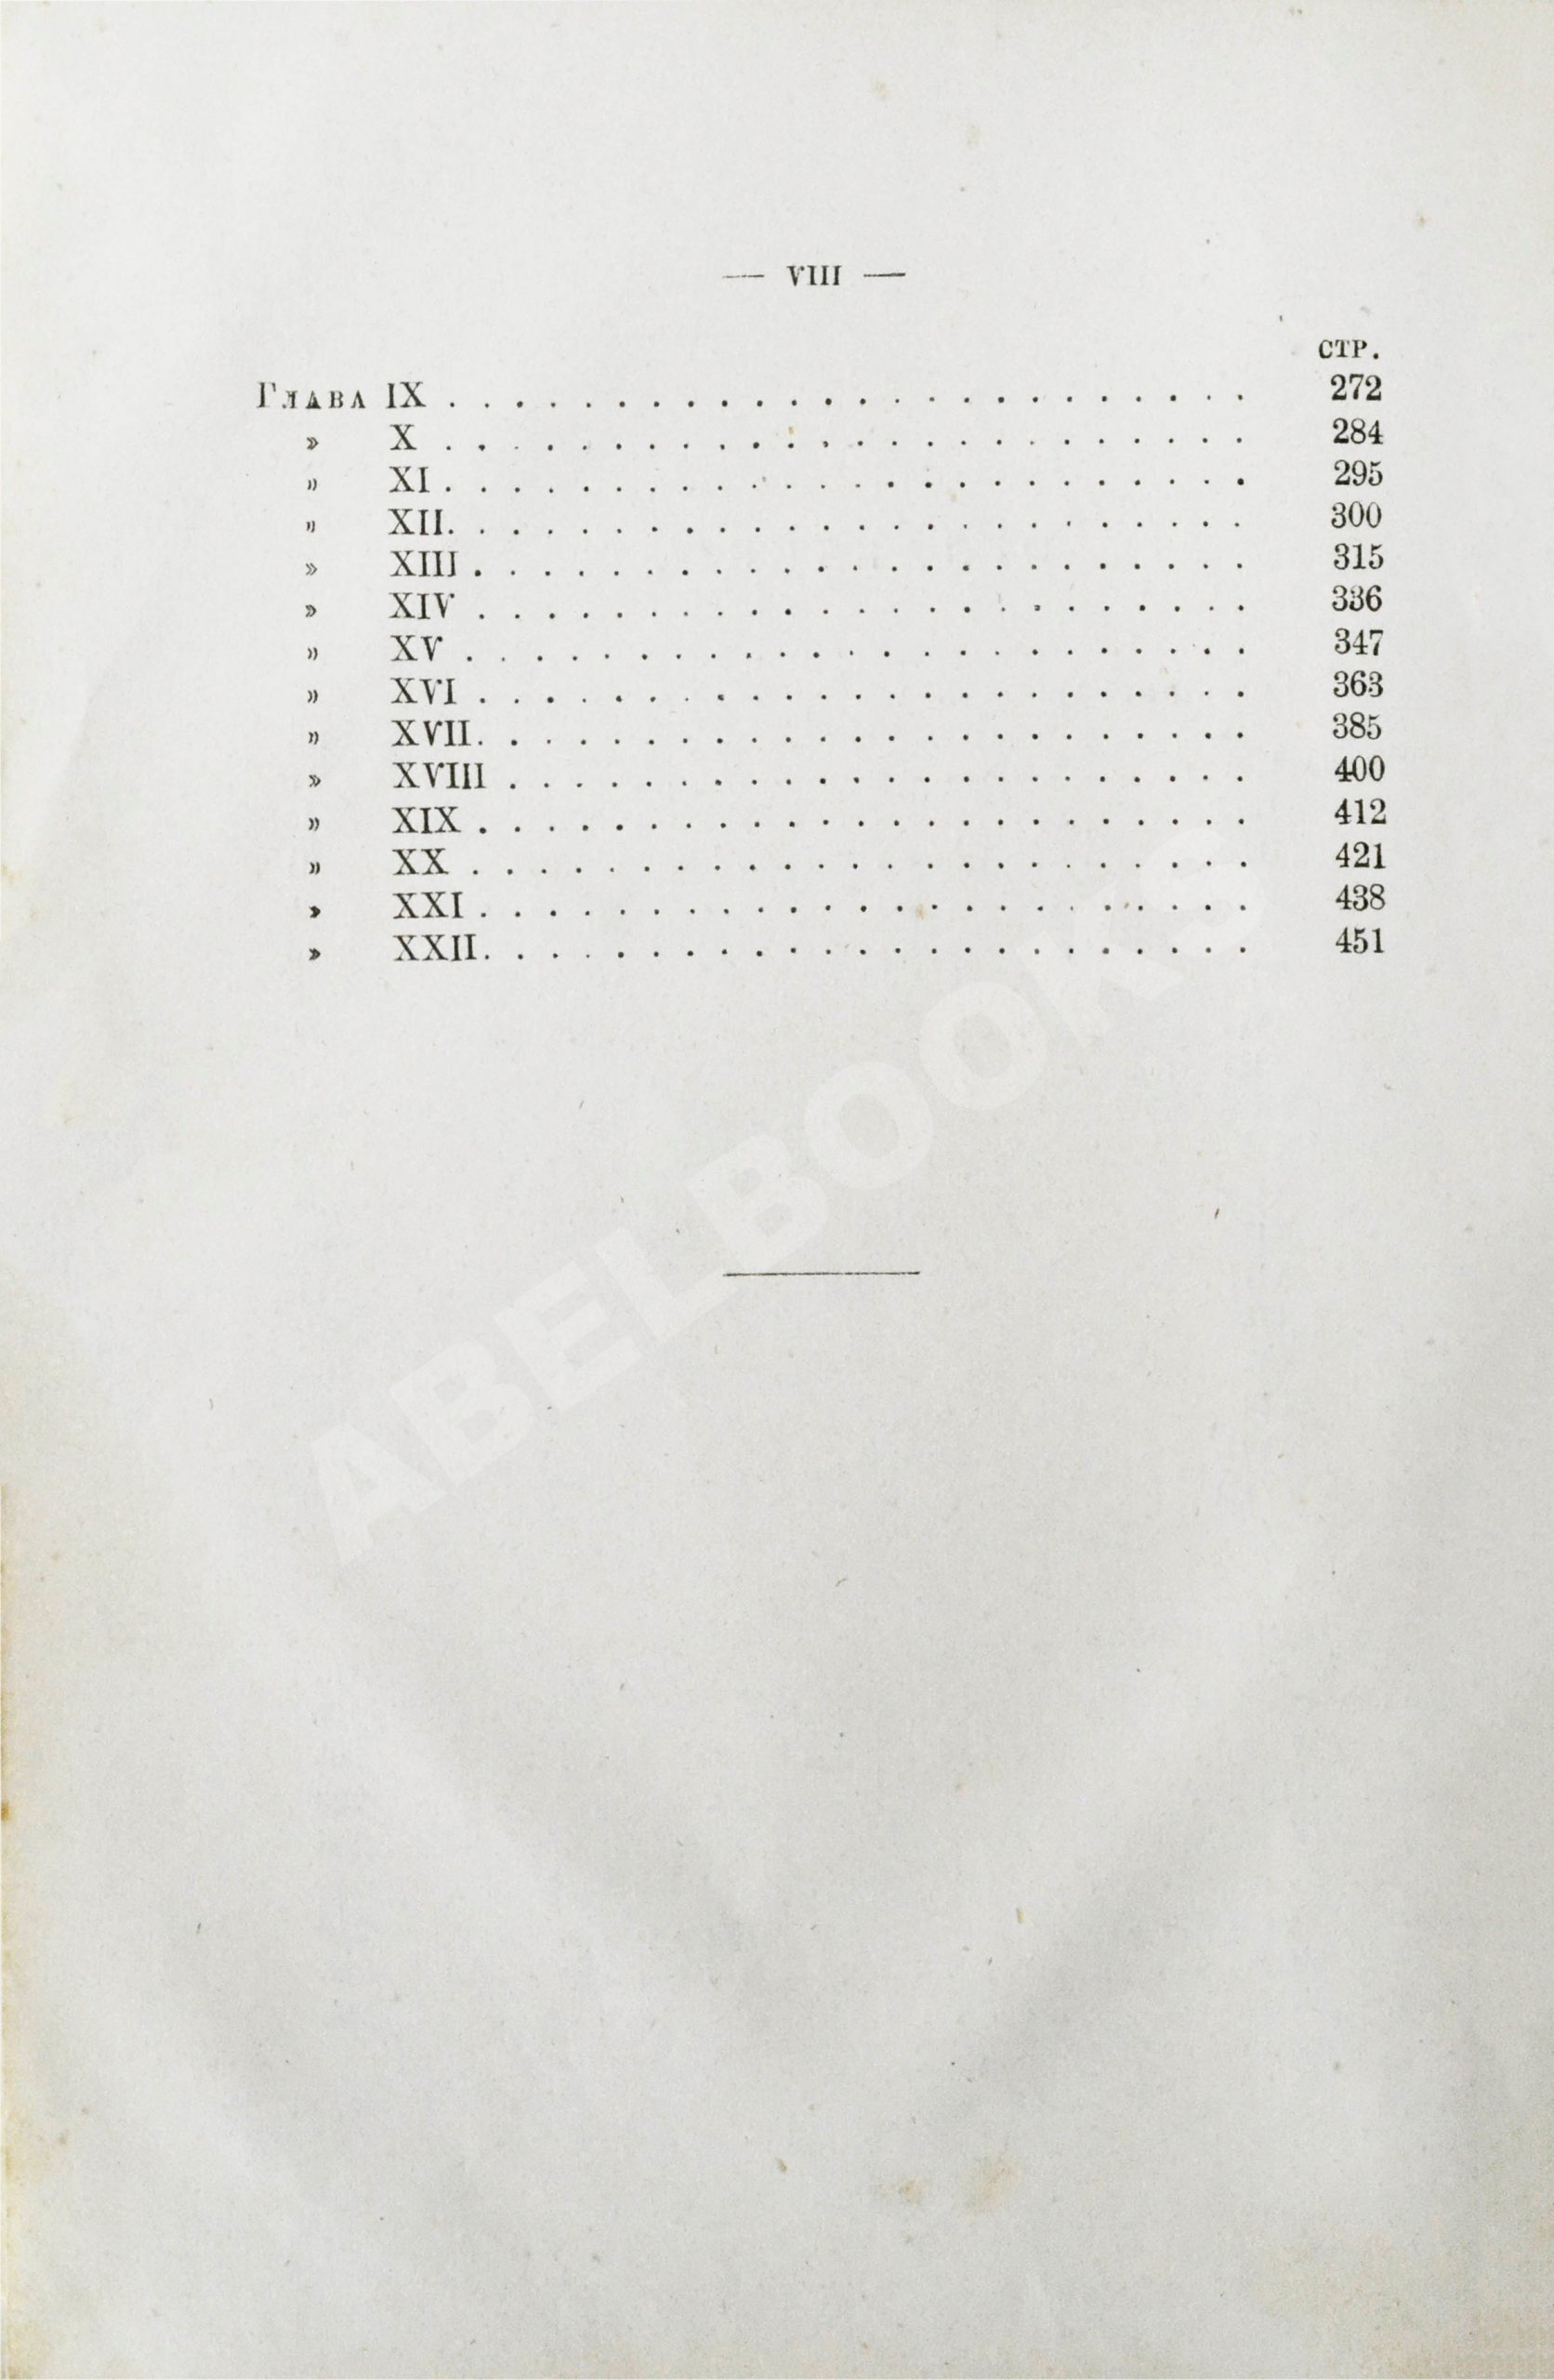 — VIII —
СТР.
Глава IX . . . . . . . . . . . . . . . . . . . . . . . . 272
» X . . . . . . . . . . . . . . . . . . . . . . . . 284
» XI . . . . . . . . . . . . . . . . . . . . . . . . 295
» XII. . . . . . . . . . . . . . . . . . . . . . . . 300
» XIII . . . . . . . . . . . . . . . . . . . . . . . 315
» XIV . . . . . . . . . . . . . . . . . . . . . . . 336
» XV . . . . . . . . . . . . . . . . . . . . . . . 347
» XVI . . . . . . . . . . . . . . . . . . . . . . . 363
» XVII. . . . . . . . . . . . . . . . . . . . . . . 385
» XVIII . . . . . . . . . . . . . . . . . . . . . . 400
» XIX . . . . . . . . . . . . . . . . . . . . . . . 412
» XX . . . . . . . . . . . . . . . . . . . . . . . 421
» XXI . . . . . . . . . . . . . . . . . . . . . . . 438
» XXII. . . . . . . . . . . . . . . . . . . . . . . 451
ABELBOOKS